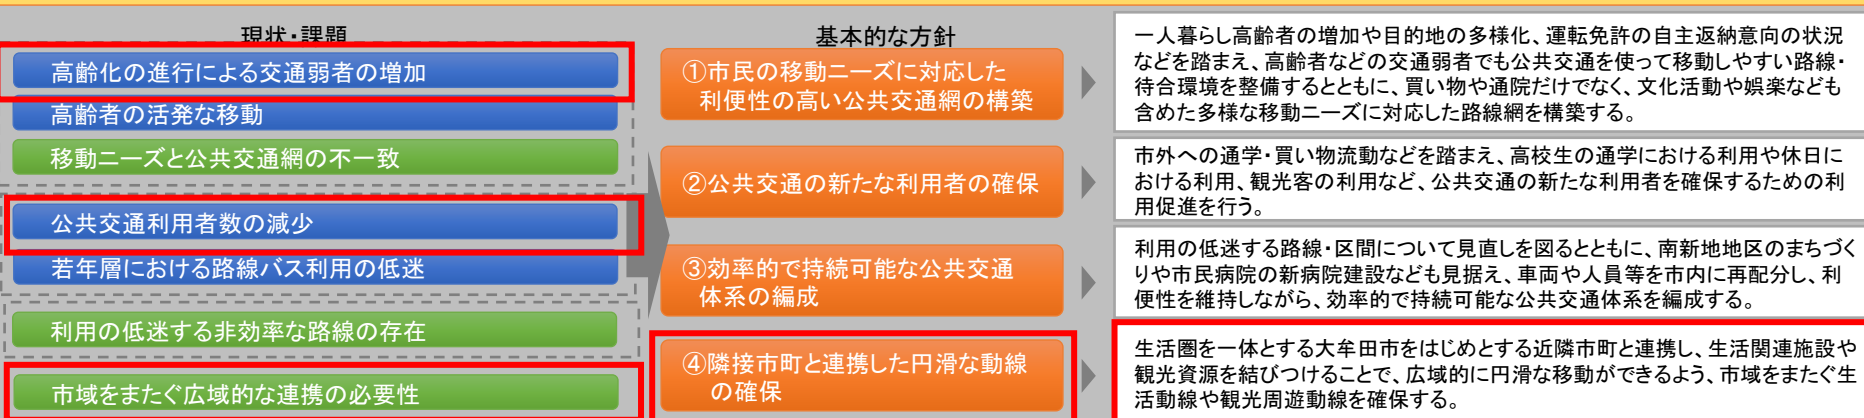 現状・課題
高齢化の進行による交通弱者の増加
高齢者の活発な移動
移動ニーズと公共交通網の不一致
公共交通利用者数の減少
若年層における路線バス利用の低迷
利用の低迷する非効率な路線の存在
市域をまたぐ広域的な連携の必要性
基本的な方針
①市民の移動ニーズに対応した
利便性の高い公共交通網の構築
②公共交通の新たな利用者の確保
③効率的で持続可能な公共交通
体系の編成
④隣接市町と連携した円滑な動線
の確保
一人暮らし高齢者の増加や目的地の多様化、運転免許の自主返納意向の状況
などを踏まえ、高齢者などの交通弱者でも公共交通を使って移動しやすい路線・
待合環境を整備するとともに、買い物や通院だけでなく、文化活動や娯楽なども
含めた多様な移動ニーズに対応した路線網を構築する。
市外への通学・買い物流動などを踏まえ、高校生の通学における利用や休日に
おける利用、観光客の利用など、公共交通の新たな利用者を確保するための利
用促進を行う。
利用の低迷する路線・区間について見直しを図るとともに、南新地地区のまちづく
りや市民病院の新病院建設なども見据え、車両や人員等を市内に再配分し、利
便性を維持しながら、効率的で持続可能な公共交通体系を編成する。
生活圏を一体とする大牟田市をはじめとする近隣市町と連携し、生活関連施設や
観光資源を結びつけることで、広域的に円滑な移動ができるよう、市域をまたぐ生
活動線や観光周遊動線を確保する。